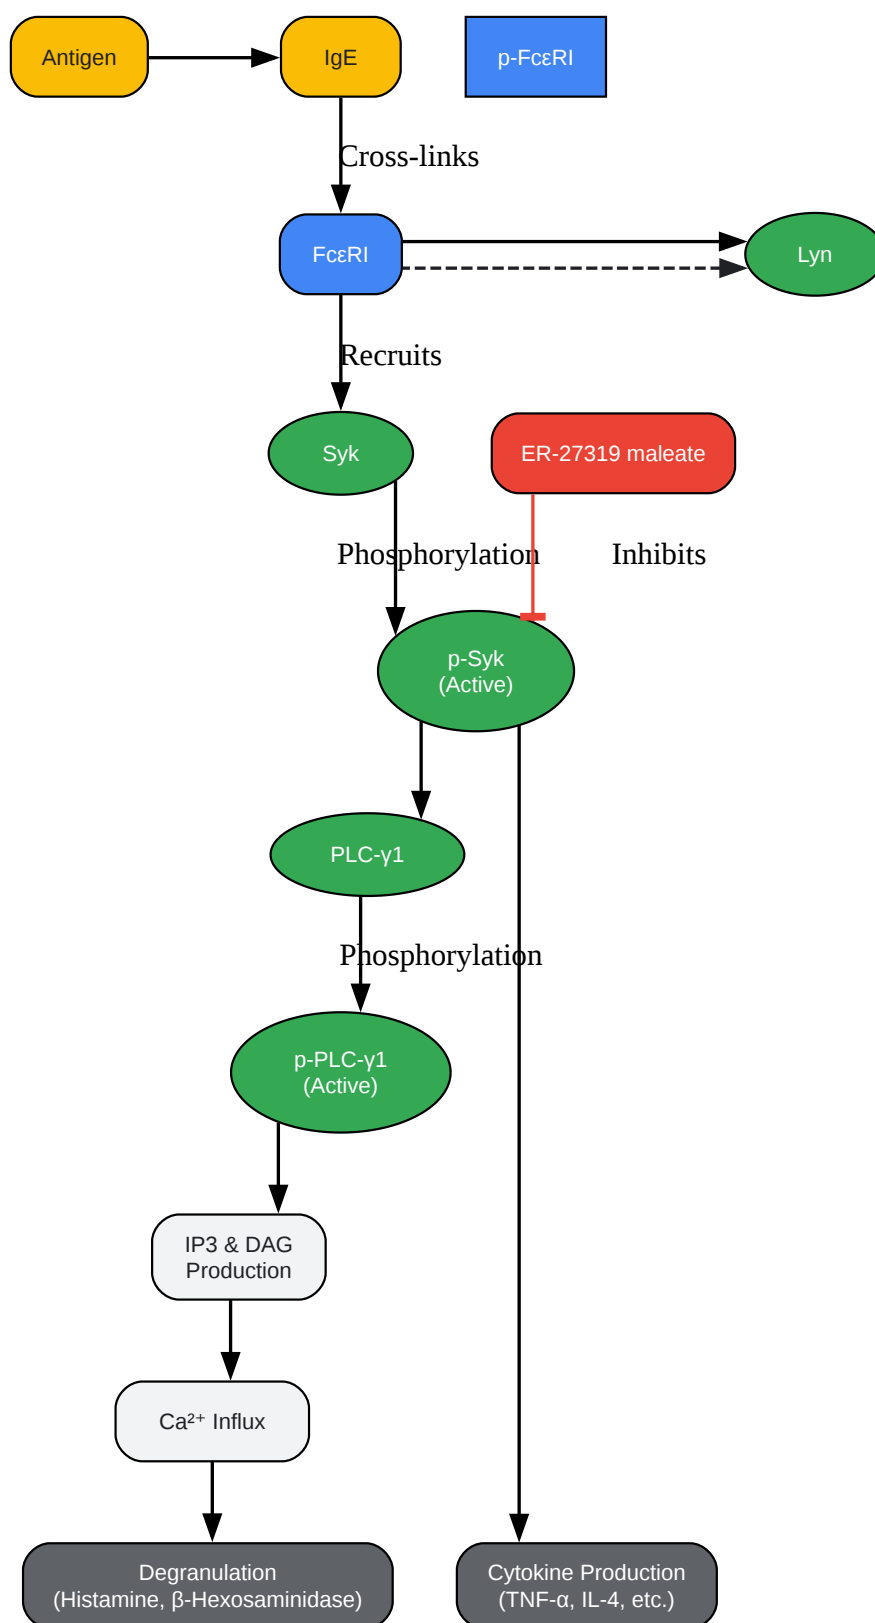 Antigen
IgE
p-FcεRI
Cross-links
FcεRI
Lyn
Recruits
Syk
ER-27319 maleate
Phosphorylation
Inhibits
p-Syk
(Active)
PLC-γ1
Phosphorylation
p-PLC-γ1
(Active)
IP3 & DAG
Production
Ca²⁺ Influx
Degranulation
(Histamine, β-Hexosaminidase)
Cytokine Production
(TNF-α, IL-4, etc.)